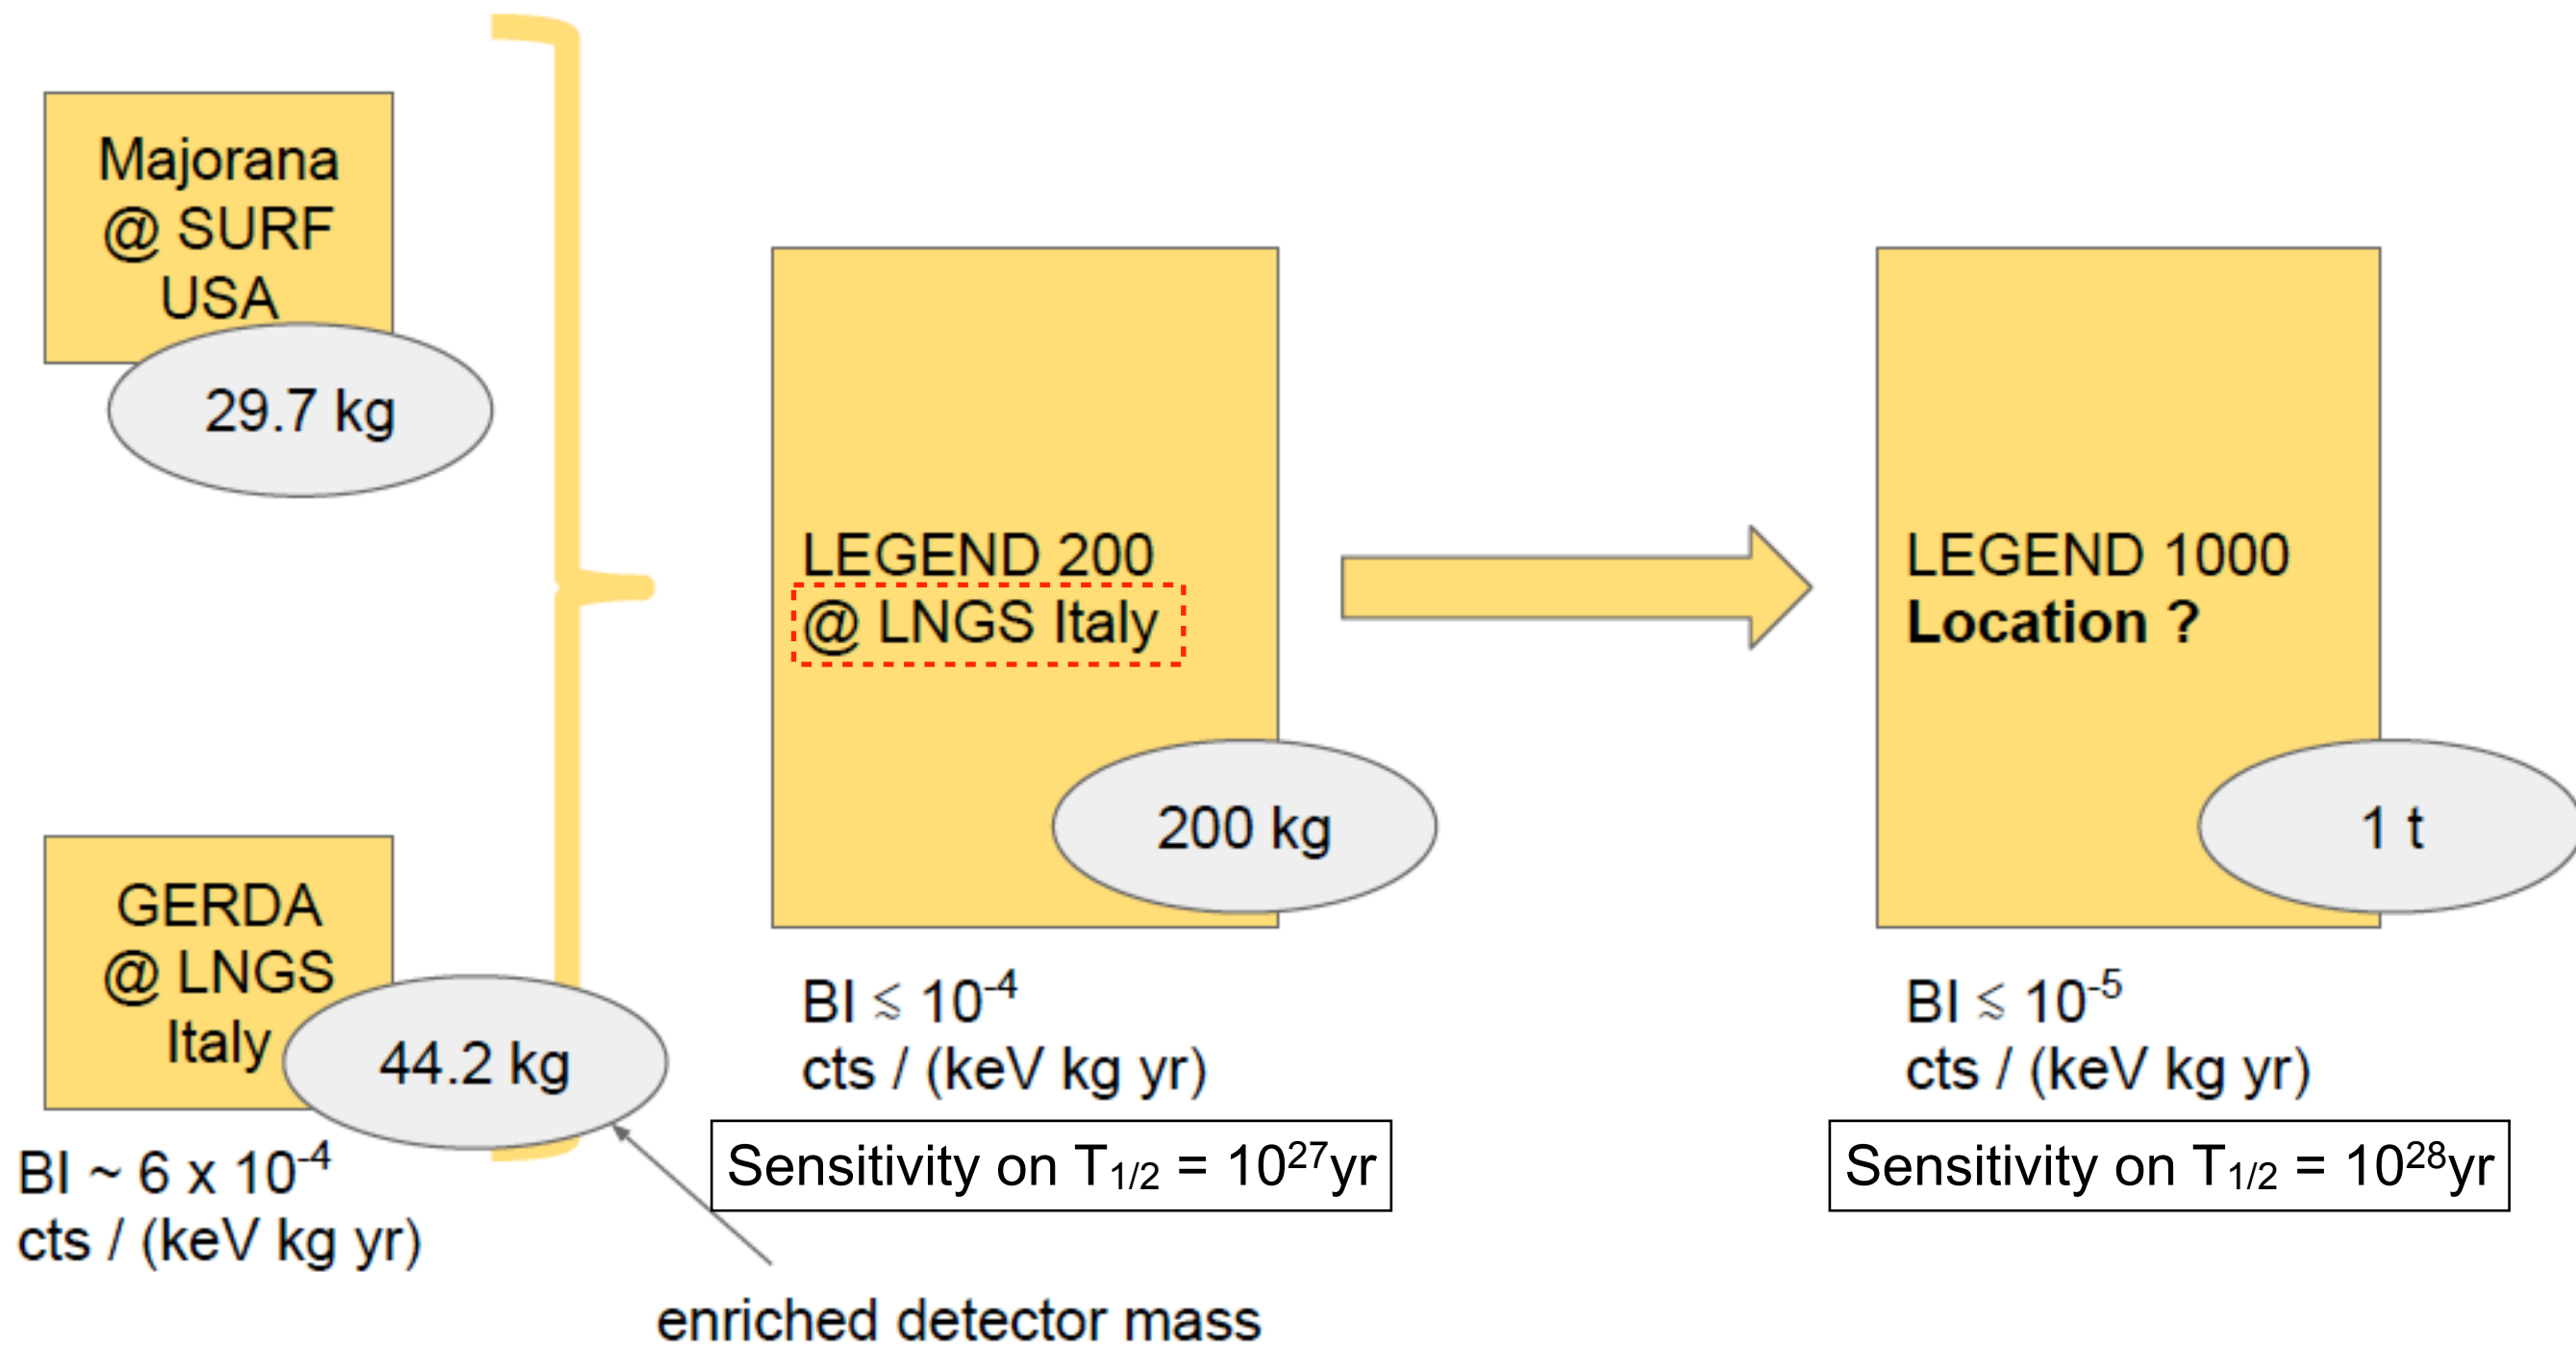 Majorana
@ SURF
USA
29.7 kg
GERDA
@ LNGS
Italy
44.2 kg
BI ~ 6 x 10⁻⁴
cts / (keV kg yr)
enriched detector mass
LEGEND 200
@ LNGS Italy
200 kg
BI ≲ 10⁻⁴
cts / (keV kg yr)
Sensitivity on T₁/₂ = 10²⁷yr
LEGEND 1000
Location ?
1 t
BI ≲ 10⁻⁵
cts / (keV kg yr)
Sensitivity on T₁/₂ = 10²⁸yr